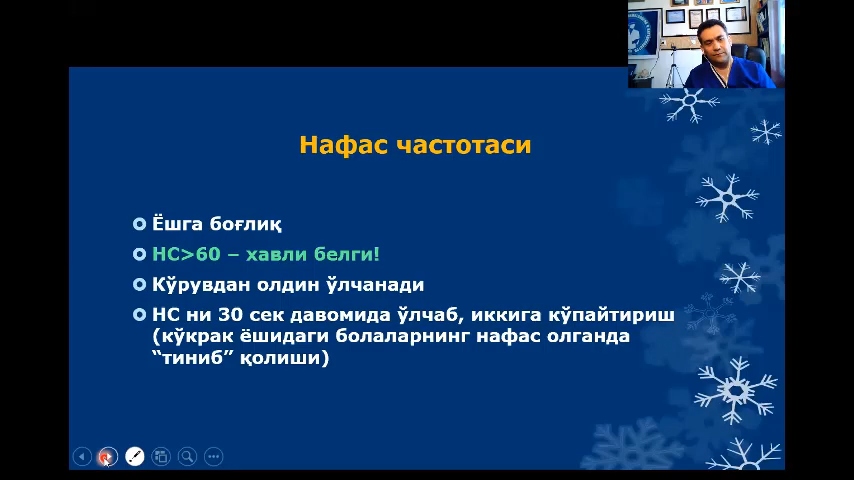 Нафас частотаси
Ёшга боғлиқ
НС>60 – хавли белги!
Кўрувдан олдин ўлчанади
НС ни 30 сек давомида ўлчаб, иккига кўпайтириш
(кўкрак ёшидаги болаларнинг нафас олганда
“тиниб” қолиши)